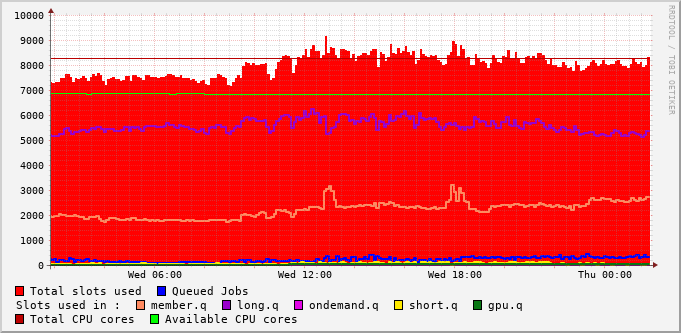 10000
9000
8000
7000
6000
5000
4000
3000
2000
1000
0
Wed 06:00 Wed 12:00 Wed 18:00 Thu 00:00
RRDTOOL / TOBI OETIKER
Total slots used Queued Jobs
Slots used in : member.q long.q ondemand.q short.q gpu.q
Total CPU cores Available CPU cores